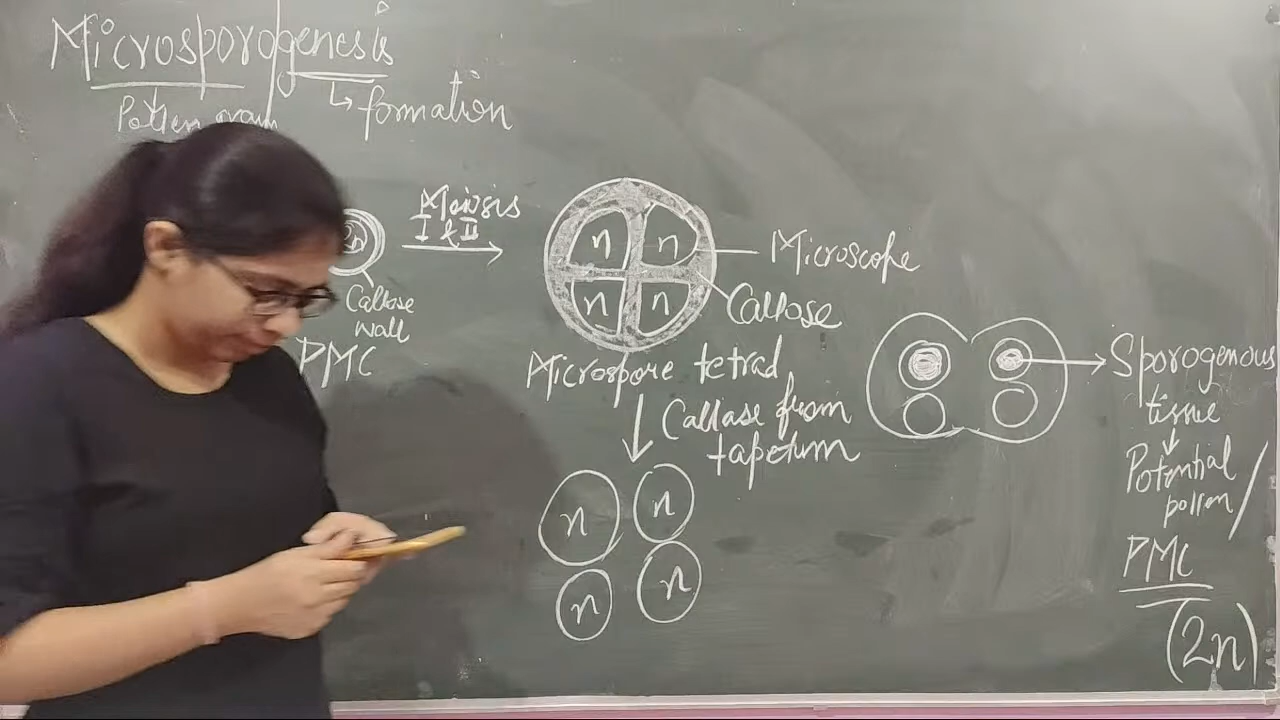 Microsporogenesis
Pollen grain
formation
2n
Callose
wall
PMC
Meiosis
I & II
n n
n n
Microscope
Callose
Microspore tetrad
Callase from
tapetum
n n
n n
Sporogenous
tissue
Potential
pollen/
PMC
(2n)